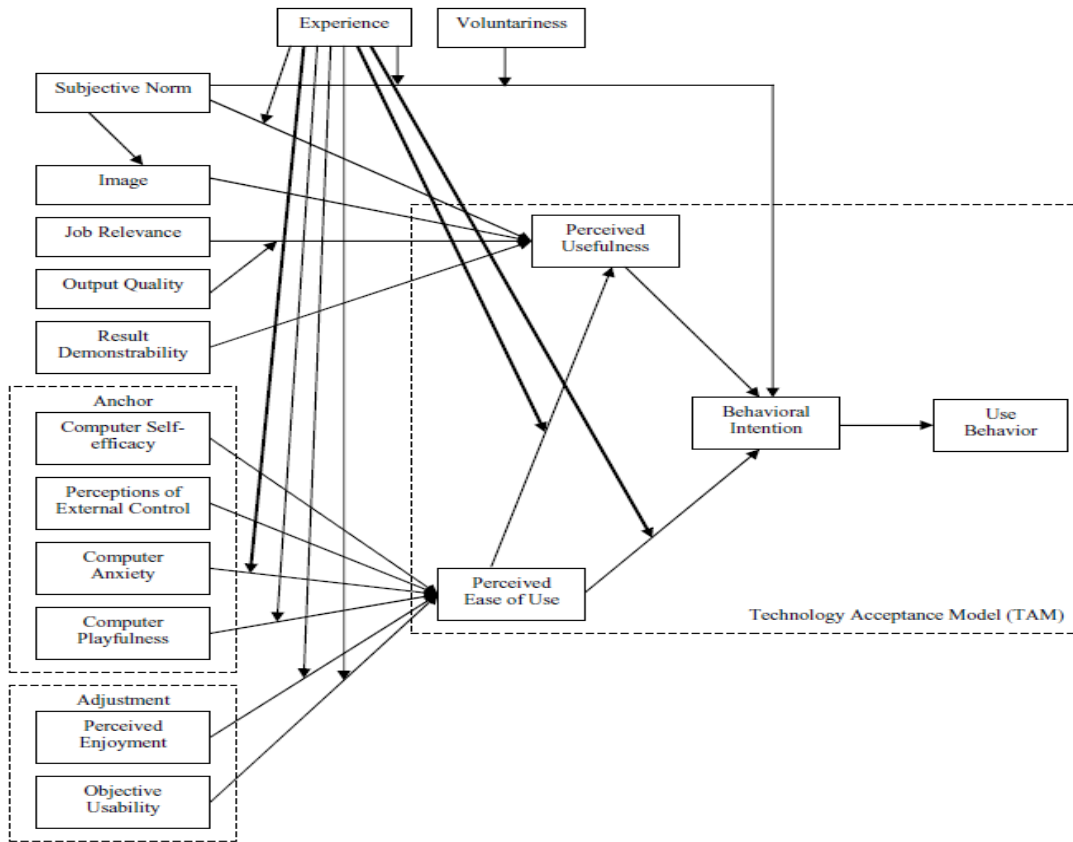 Experience
Voluntariness
Subjective Norm
Image
Job Relevance
Output Quality
Result
Demonstrability
Perceived
Usefulness
Behavioral
Intention
Use
Behavior
Anchor
Computer Self-
efficacy
Perceptions of
External Control
Computer
Anxiety
Computer
Playfulness
Perceived
Ease of Use
Technology Acceptance Model (TAM)
Adjustment
Perceived
Enjoyment
Objective
Usability